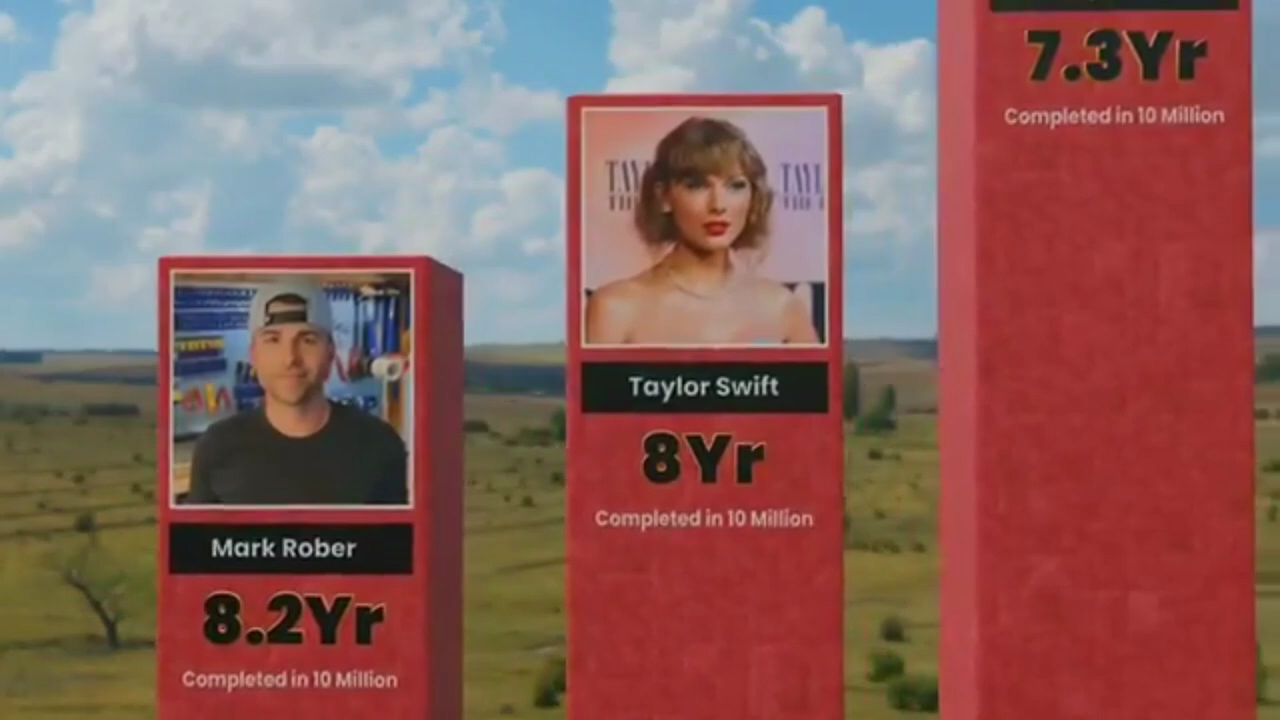 7.3Yr
Completed in 10 Million
TAYL
Taylor Swift
8Yr
Completed in 10 Million
Mark Rober
8.2Yr
Completed in 10 Million